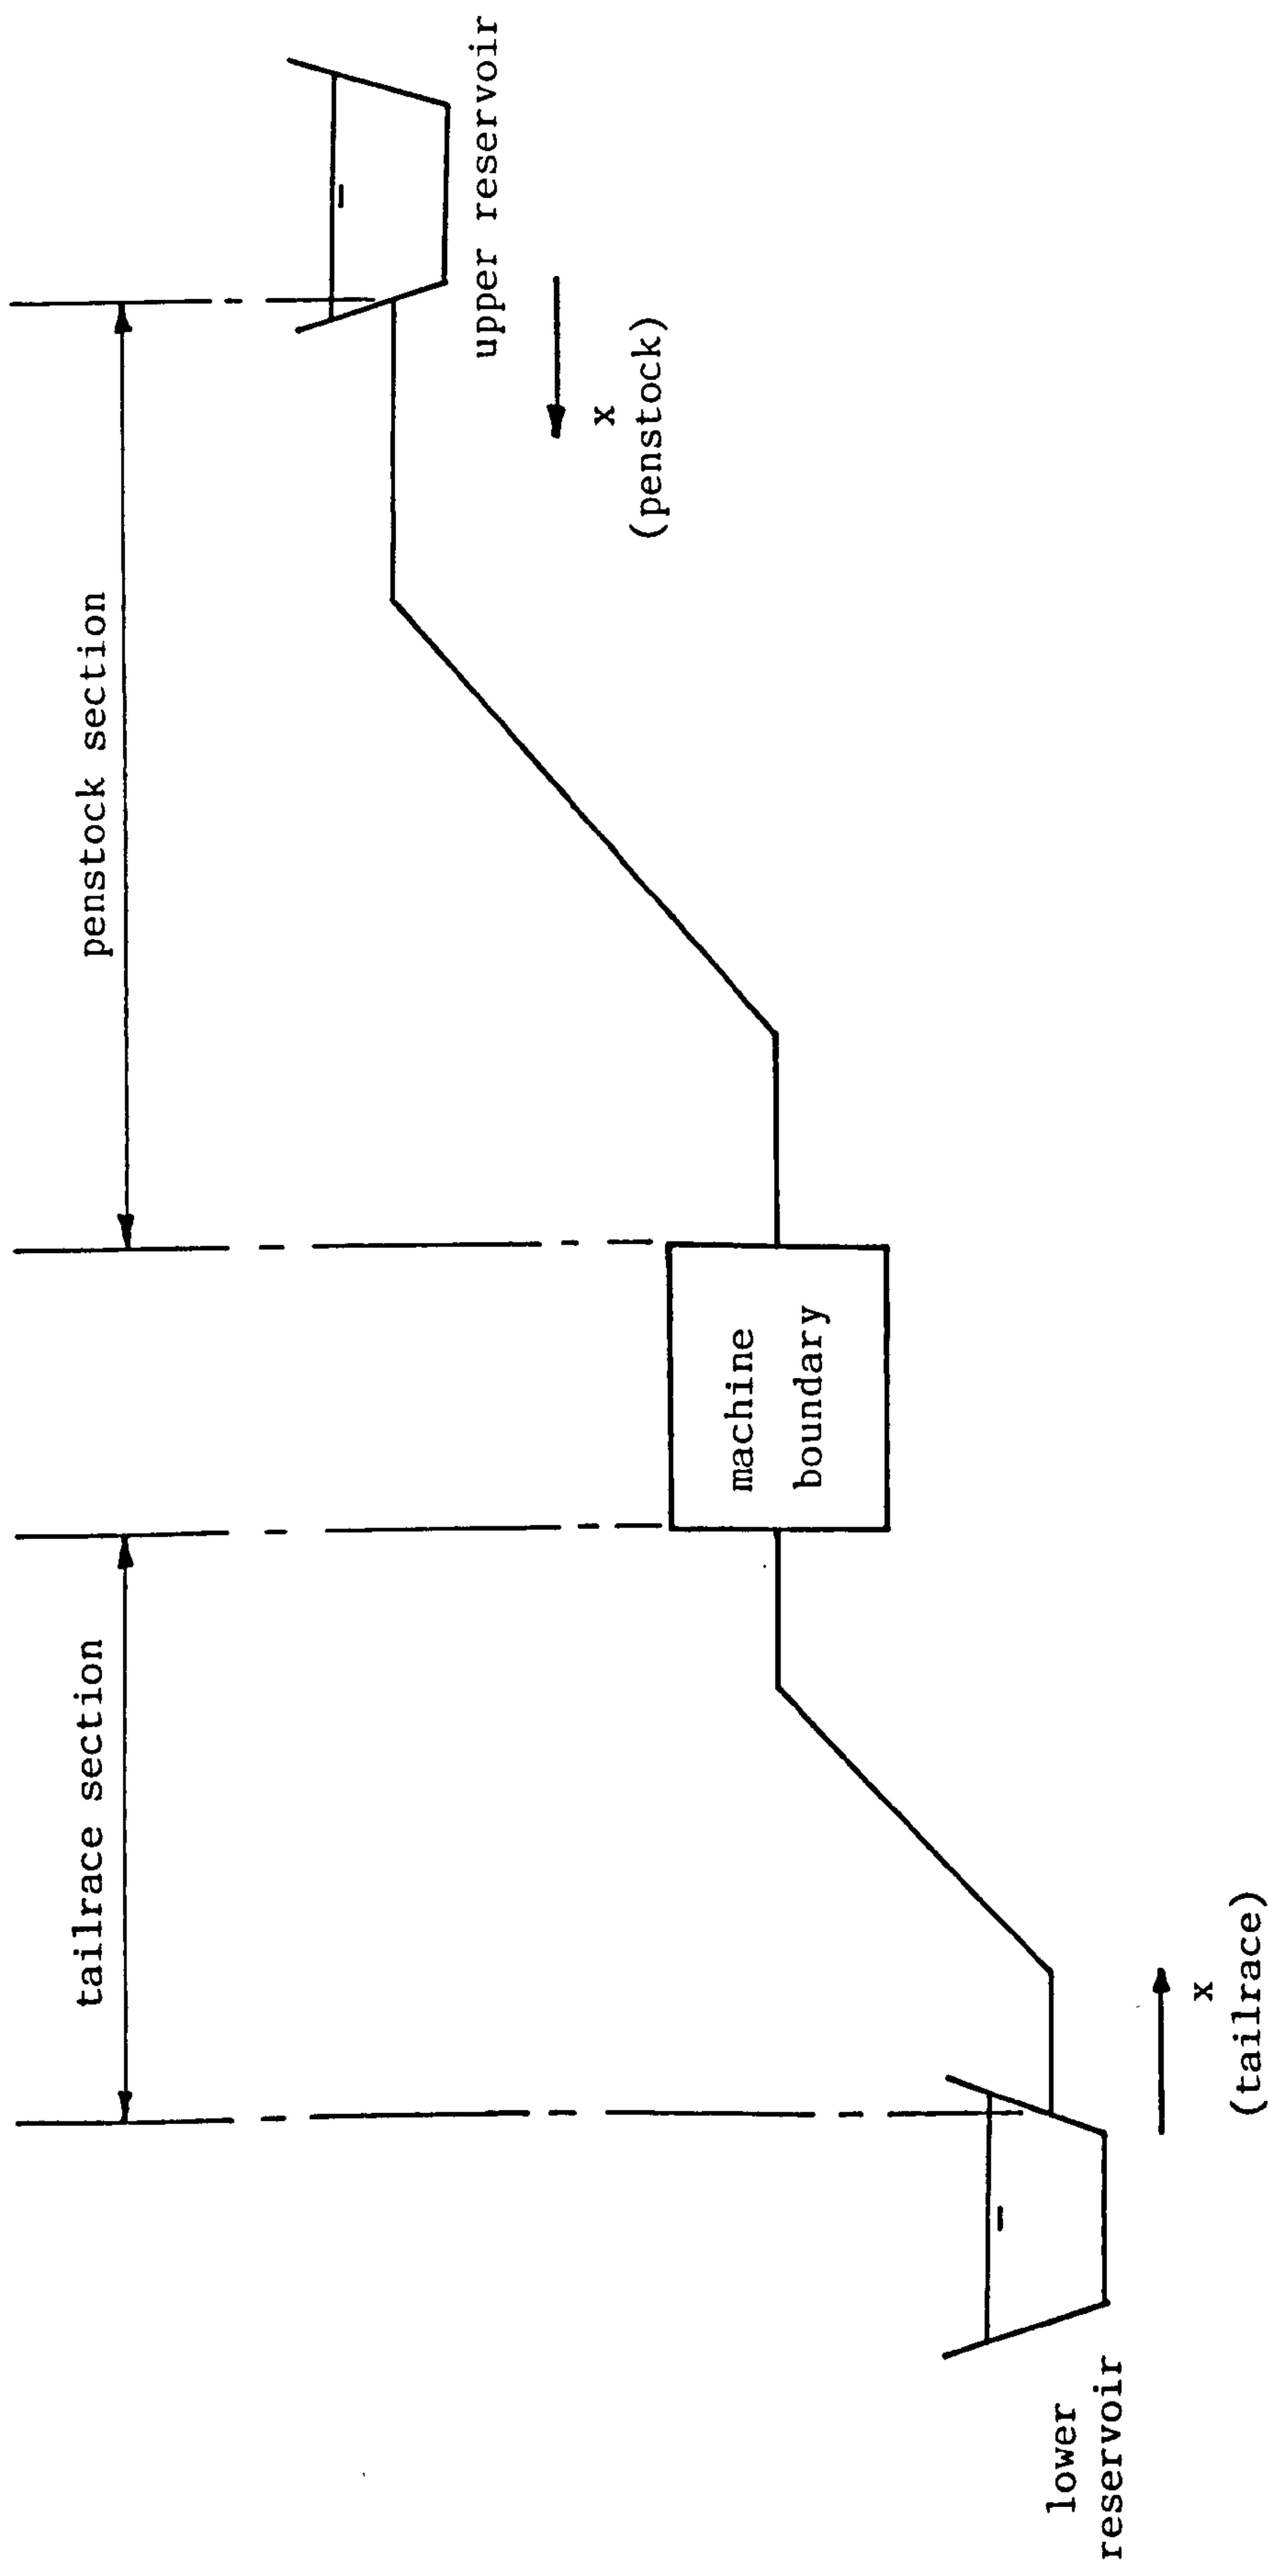 tailrace section
penstock section
machine
boundary
upper reservoir
x
(penstock)
lower
reservoir
x
(tailrace)